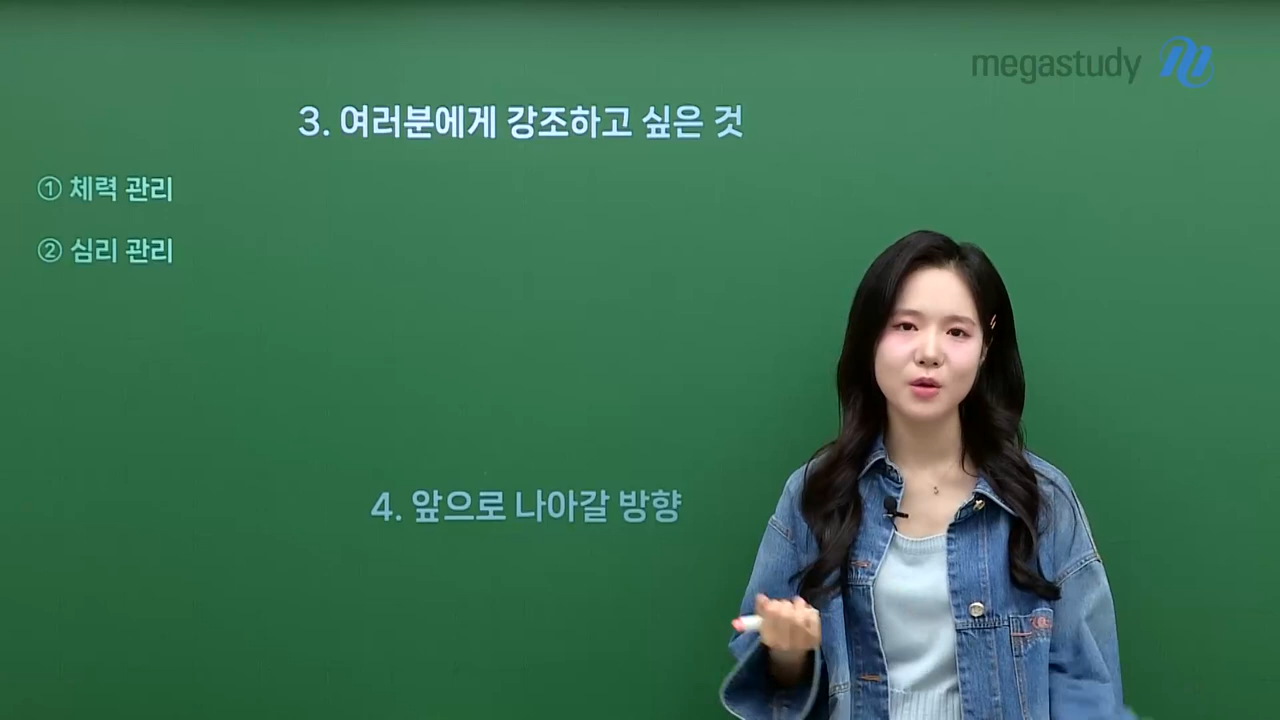 megastudy
3. 여러분에게 강조하고 싶은 것
① 체력 관리
② 심리 관리
4. 앞으로 나아갈 방향